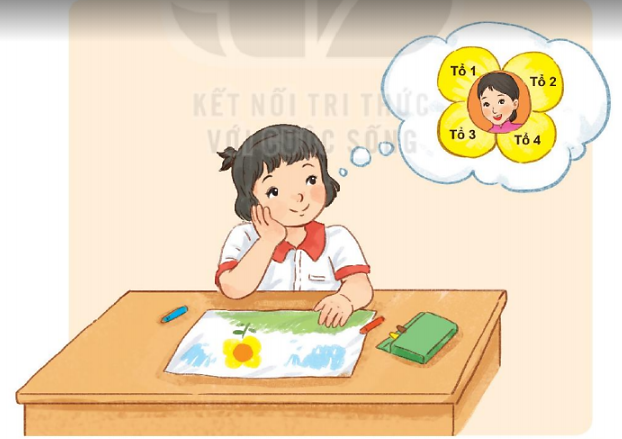 Tổ 1
Tổ 2
Tổ 3
Tổ 4
KẾT NỐI TRI THỨC
VỚI CUỘC SỐNG